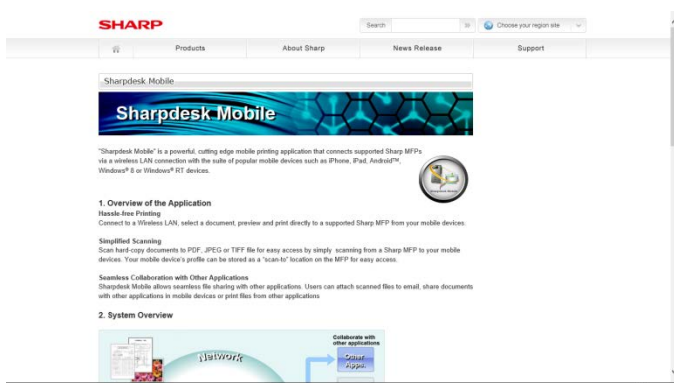 SHARP
Search
Choose your region site
Products
About Sharp
News Release
Support
Sharpdesk Mobile
Sharpdesk Mobile
"Sharpdesk Mobile" is a powerful, cutting edge mobile printing application that connects supported Sharp MFPs
via a wireless LAN connection with the suite of popular mobile devices such as iPhone, iPad, Android™,
Windows® 8 or Windows® RT devices.
1. Overview of the Application
Hassle-free Printing
Connect to a Wireless LAN, select a document, preview and print directly to a supported Sharp MFP from your mobile devices.
Simplified Scanning
Scan hard-copy documents to PDF, JPEG or TIFF file for easy access by simply scanning from a Sharp MFP to your mobile
devices. Your mobile device's profile can be stored as a "scan-to" location on the MFP for easy access.
Seamless Collaboration with Other Applications
Sharpdesk Mobile allows seamless file sharing with other applications. Users can attach scanned files to email, share documents
with other applications in mobile devices or print files from other applications
2. System Overview
Collaborate with
other applications
Network
Other
Apps.